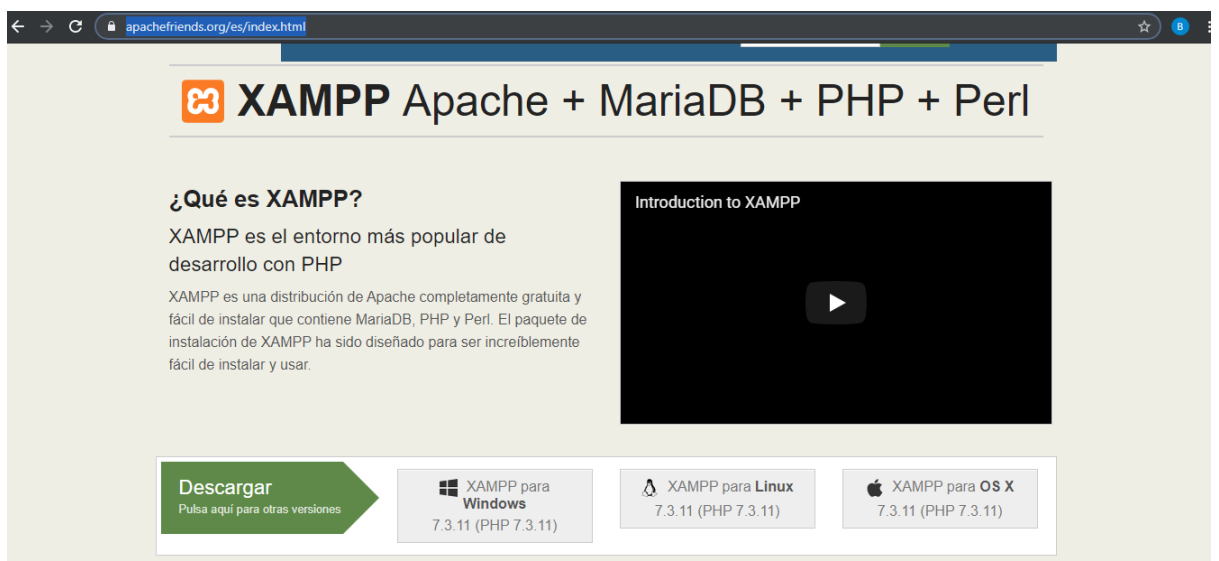 apachefriends.org/es/index.html
B
XAMPP Apache + MariaDB + PHP + Perl
¿Qué es XAMPP?
XAMPP es el entorno más popular de
desarrollo con PHP
XAMPP es una distribución de Apache completamente gratuita y
fácil de instalar que contiene MariaDB, PHP y Perl. El paquete de
instalación de XAMPP ha sido diseñado para ser increíblemente
fácil de instalar y usar.
Introduction to XAMPP
Descargar
Pulsa aquí para otras versiones
XAMPP para
Windows
7.3.11 (PHP 7.3.11)
XAMPP para Linux
7.3.11 (PHP 7.3.11)
XAMPP para OS X
7.3.11 (PHP 7.3.11)